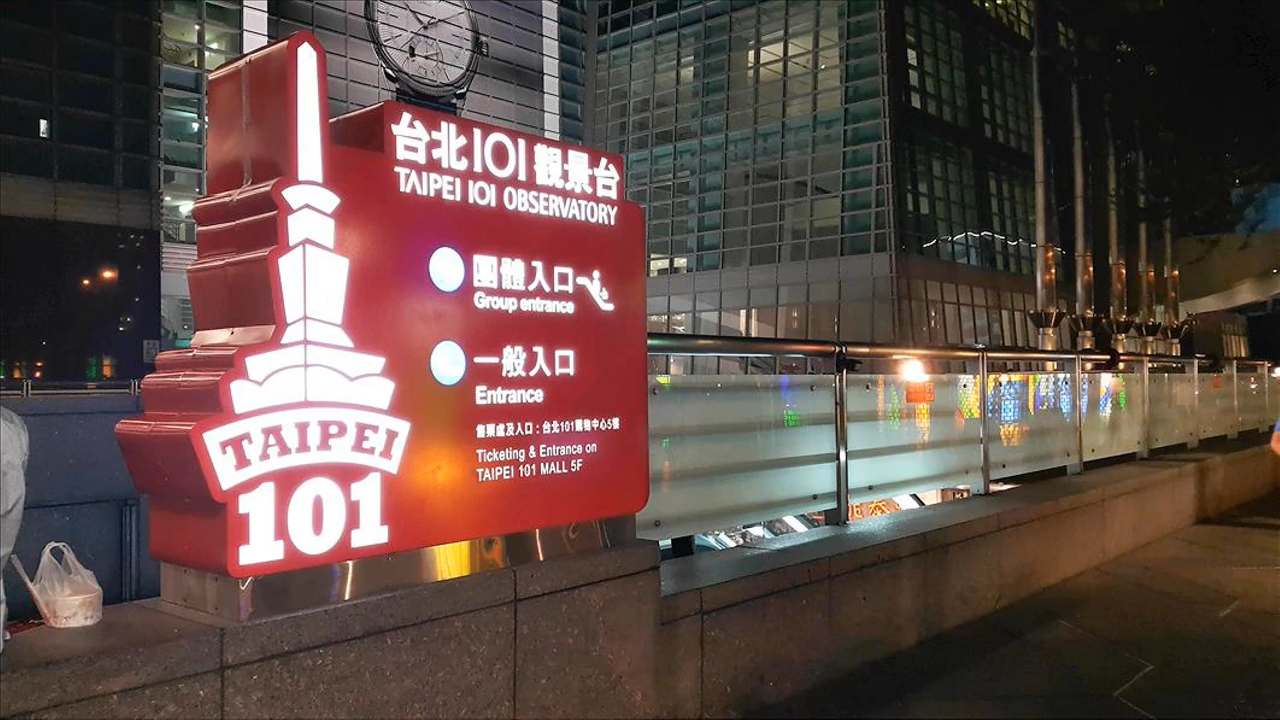 台北101觀景台
TAIPEI 101 OBSERVATORY
團體入口
Group entrance
一般入口
Entrance
售票處及入口：台北101購物中心5樓
Ticketing & Entrance on
TAIPEI 101 MALL 5F
TAIPEI
101